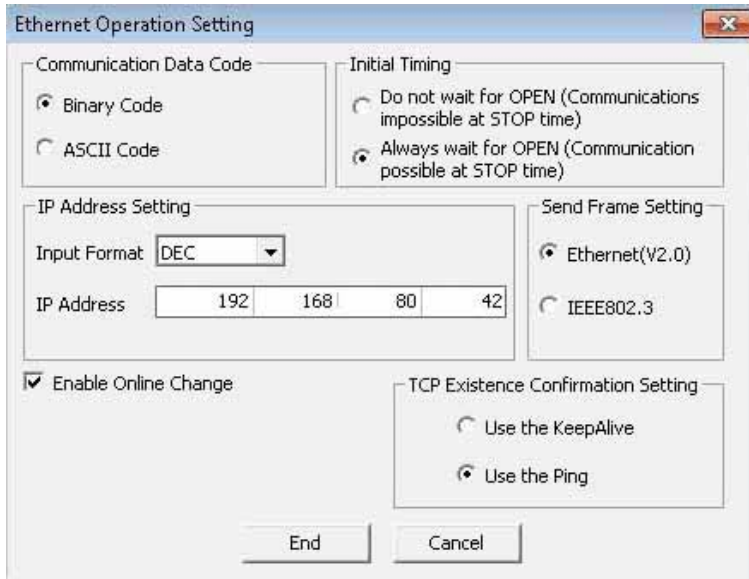 Ethernet Operation Setting
Communication Data Code
Binary Code
ASCII Code
Initial Timing
Do not wait for OPEN (Communications
impossible at STOP time)
Always wait for OPEN (Communication
possible at STOP time)
IP Address Setting
Input Format DEC
IP Address 192 168 80 42
Send Frame Setting
Ethernet(V2.0)
IEEE802.3
Enable Online Change
TCP Existence Confirmation Setting
Use the KeepAlive
Use the Ping
End Cancel